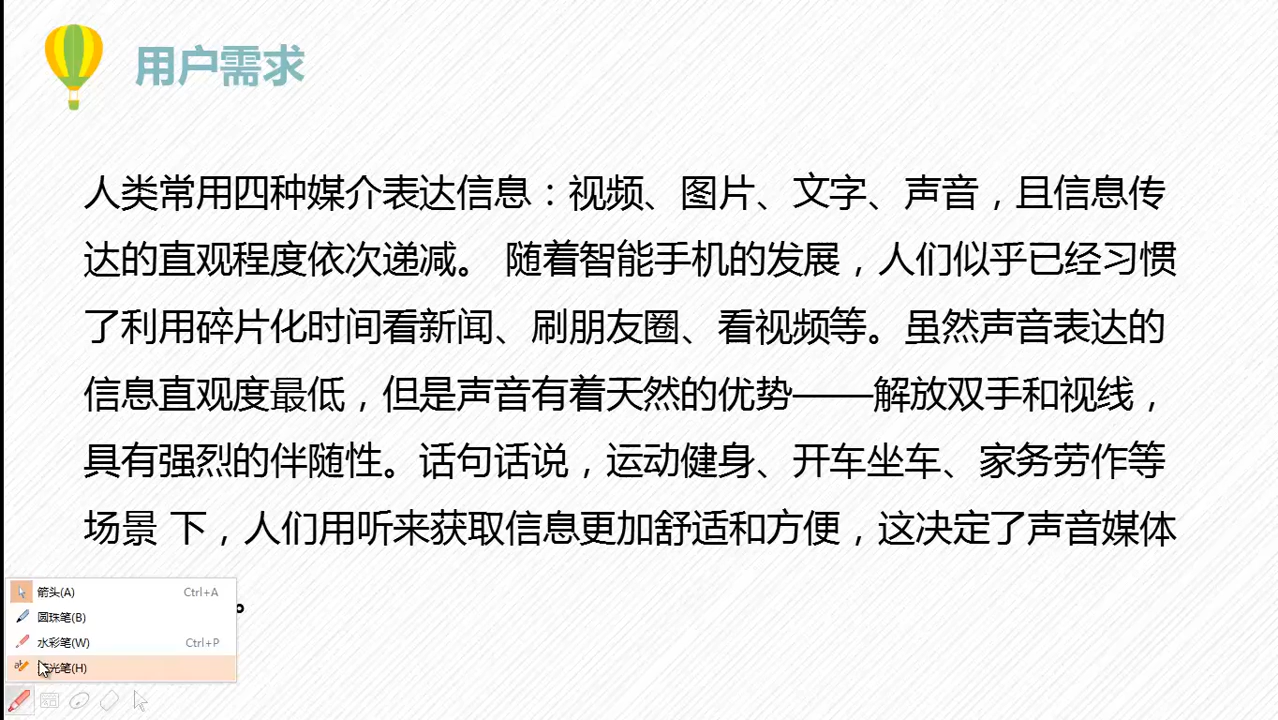 用户需求
人类常用四种媒介表达信息：视频、图片、文字、声音，且信息传
达的直观程度依次递减。 随着智能手机的发展，人们似乎已经习惯
了利用碎片化时间看新闻、刷朋友圈、看视频等。虽然声音表达的
信息直观度最低，但是声音有着天然的优势——解放双手和视线，
具有强烈的伴随性。话句话说，运动健身、开车坐车、家务劳作等
场景 下，人们用听来获取信息更加舒适和方便，这决定了声音媒体
。
箭头(A) Ctrl+A
圆珠笔(B)
水彩笔(W) Ctrl+P
光笔(H)